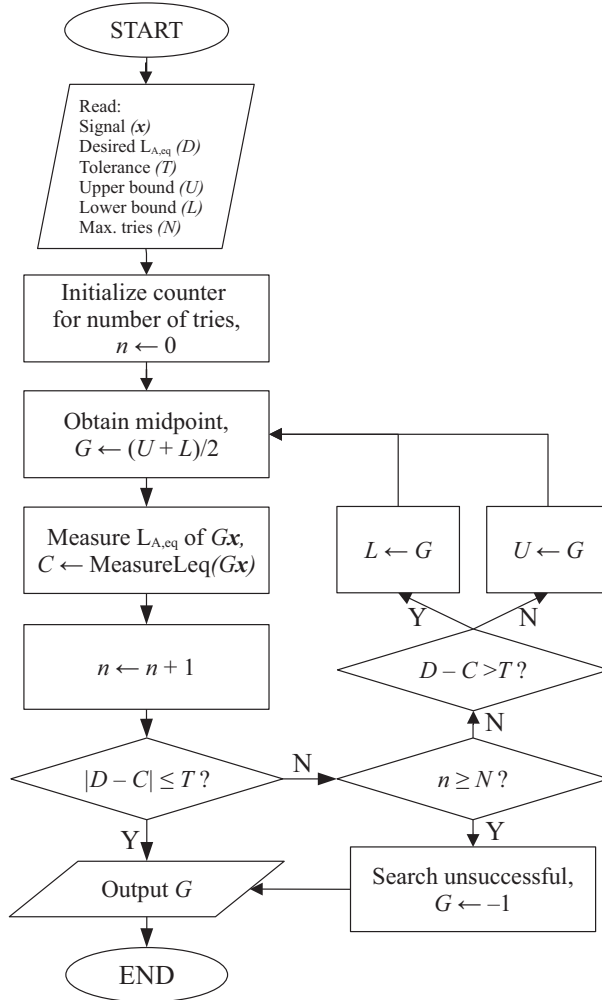 START
Read:
Signal (x)
Desired L_A,eq (D)
Tolerance (T)
Upper bound (U)
Lower bound (L)
Max. tries (N)
Initialize counter
for number of tries,
n ← 0
Obtain midpoint,
G ← (U + L)/2
Measure L_A,eq of Gx,
C ← MeasureLeq(Gx)
L ← G
U ← G
Y
N
n ← n + 1
D – C >T ?
N
|D – C| ≤ T ?
N
n ≥ N ?
Y
Y
Output G
Search unsuccessful,
G ← –1
END